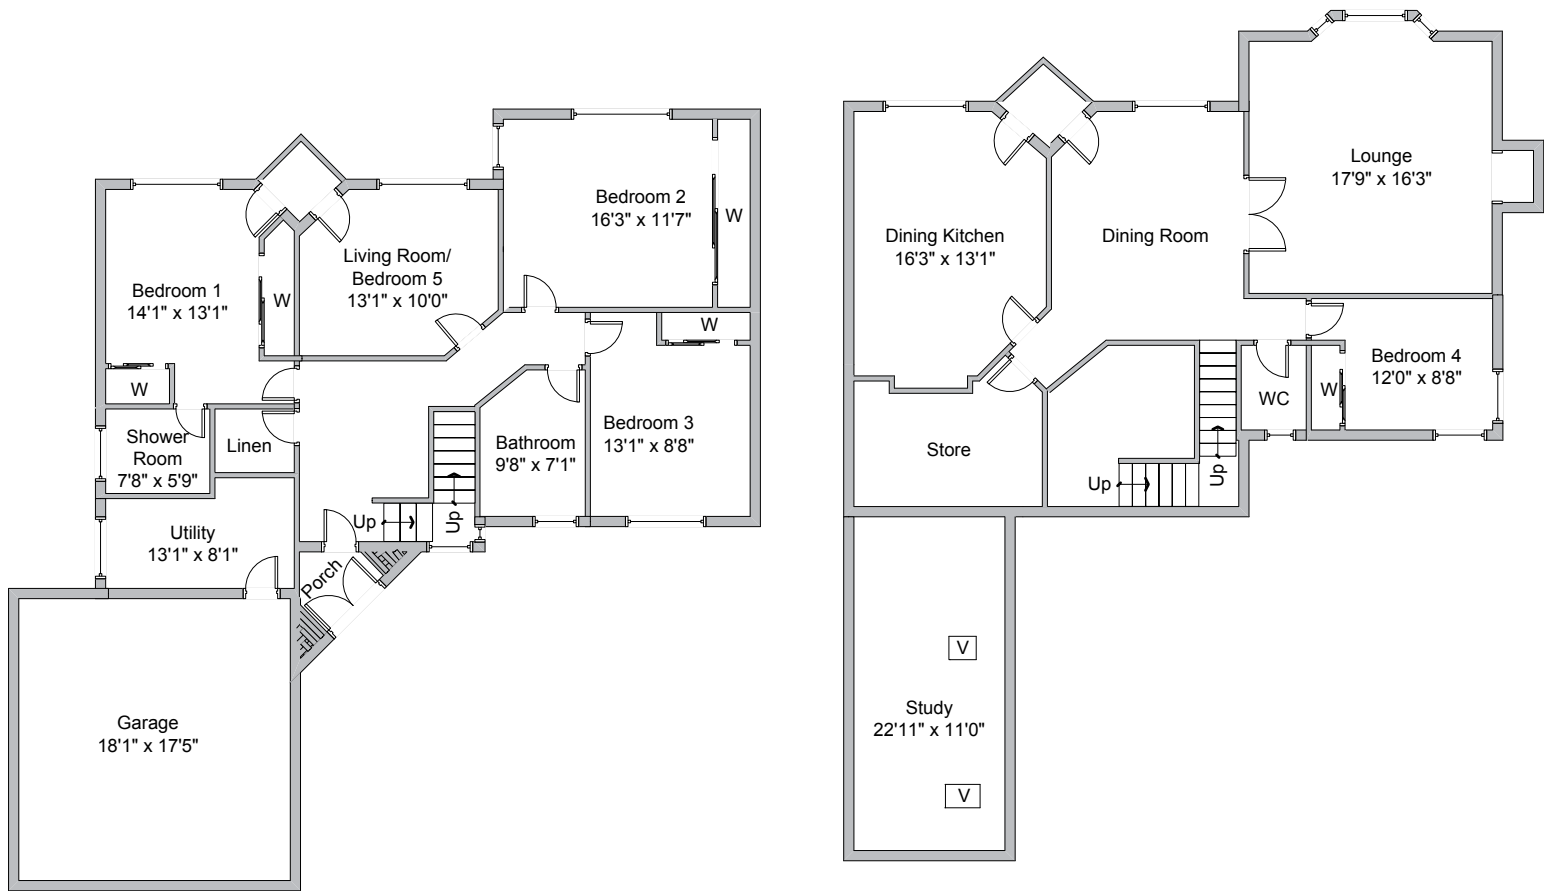 Bedroom 1
14'1" x 13'1"
W
W
Living Room/
Bedroom 5
13'1" x 10'0"
Bedroom 2
16'3" x 11'7"
W
W
Bedroom 3
13'1" x 8'8"
Bathroom
9'8" x 7'1"
Shower
Room
7'8" x 5'9"
Linen
Utility
13'1" x 8'1"
Up
Up
Porch
Garage
18'1" x 17'5"
Lounge
17'9" x 16'3"
Dining Kitchen
16'3" x 13'1"
Dining Room
Bedroom 4
12'0" x 8'8"
W
WC
Store
Up
Up
V
Study
22'11" x 11'0"
V